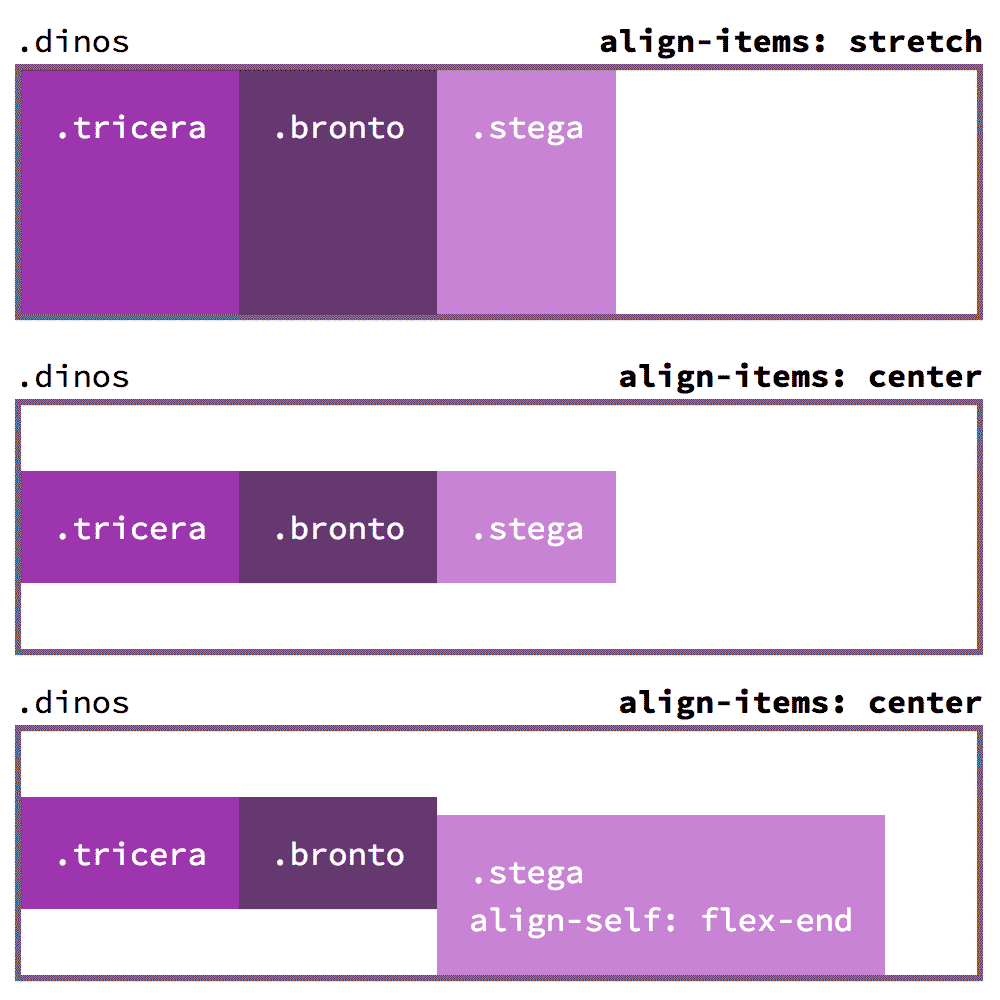 .dinos align-items: stretch
.tricera .bronto .stega
.dinos align-items: center
.tricera .bronto .stega
.dinos align-items: center
.tricera .bronto .stega
align-self: flex-end